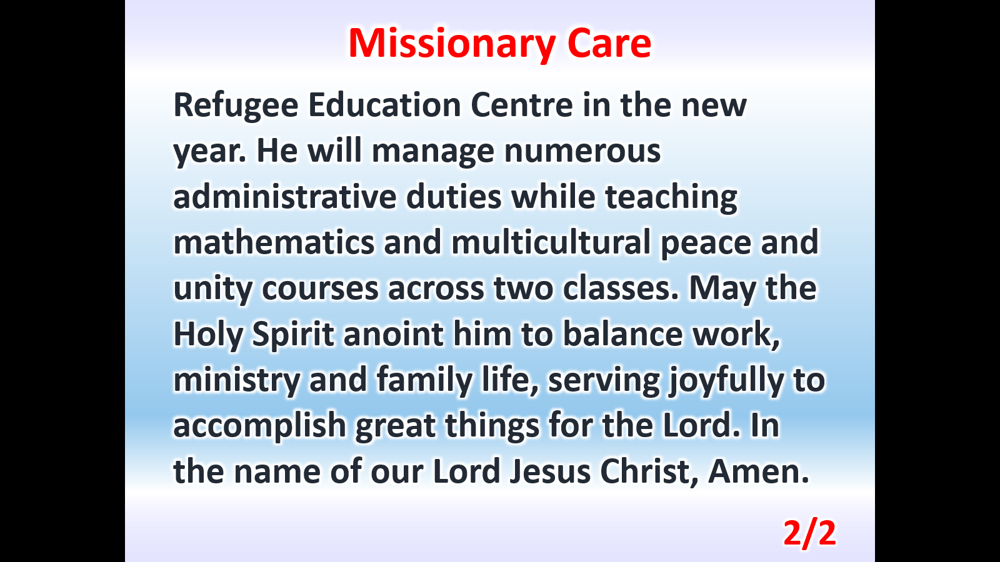 Missionary Care
Refugee Education Centre in the new
year. He will manage numerous
administrative duties while teaching
mathematics and multicultural peace and
unity courses across two classes. May the
Holy Spirit anoint him to balance work,
ministry and family life, serving joyfully to
accomplish great things for the Lord. In
the name of our Lord Jesus Christ, Amen.
2/2